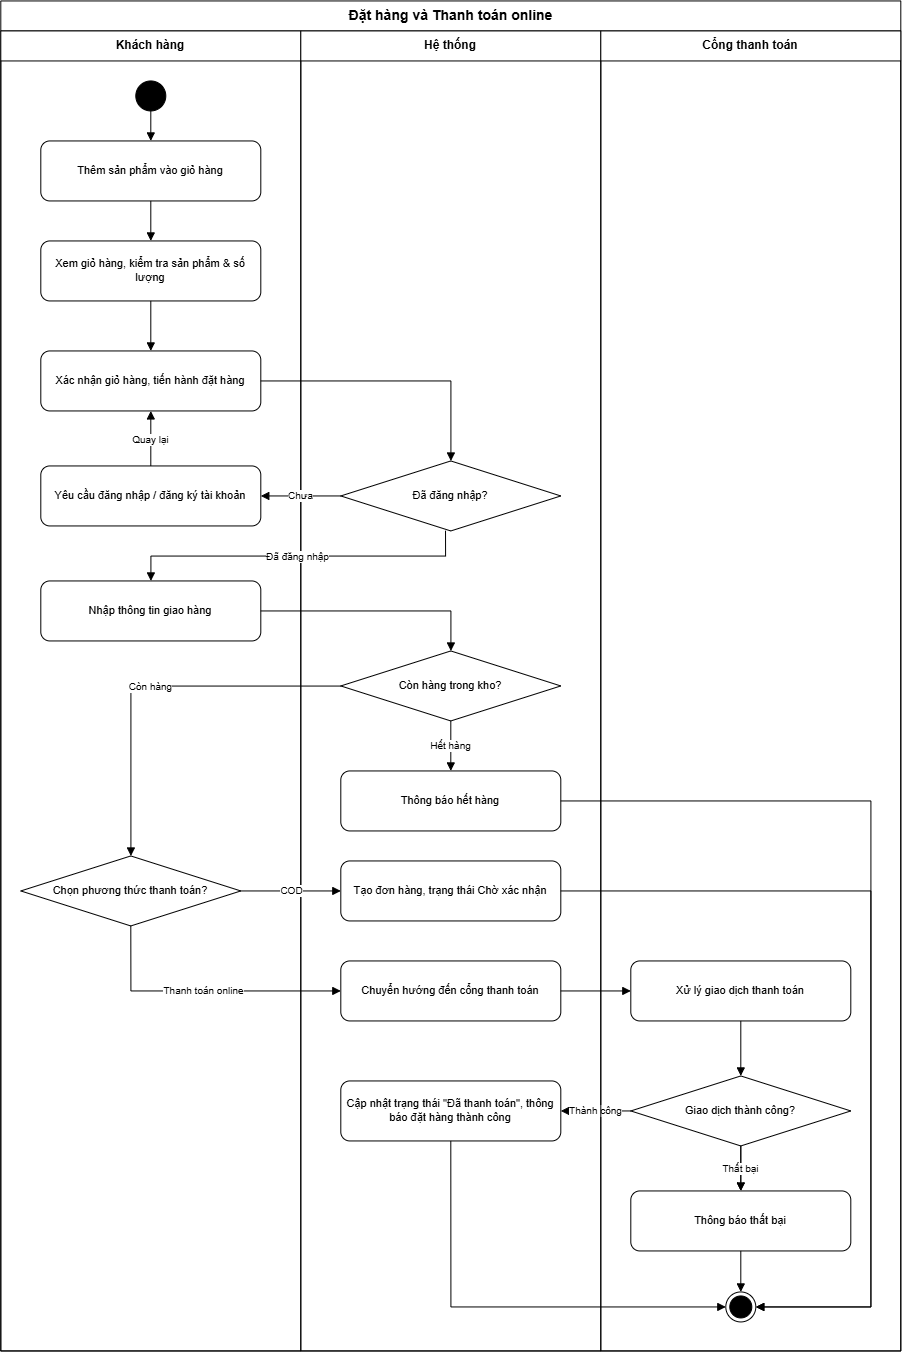 Đặt hàng và Thanh toán online
Khách hàng
Hệ thống
Cổng thanh toán
Thêm sản phẩm vào giỏ hàng
Xem giỏ hàng, kiểm tra sản phẩm & số
lượng
Xác nhận giỏ hàng, tiến hành đặt hàng
Quay lại
Yêu cầu đăng nhập / đăng ký tài khoản
Chưa
Đã đăng nhập?
Đã đăng nhập
Nhập thông tin giao hàng
Còn hàng
Còn hàng trong kho?
Hết hàng
Thông báo hết hàng
Chọn phương thức thanh toán?
COD
Tạo đơn hàng, trạng thái Chờ xác nhận
Thanh toán online
Chuyển hướng đến cổng thanh toán
Xử lý giao dịch thanh toán
Cập nhật trạng thái "Đã thanh toán", thông
báo đặt hàng thành công
Thành công
Giao dịch thành công?
Thất bại
Thông báo thất bại